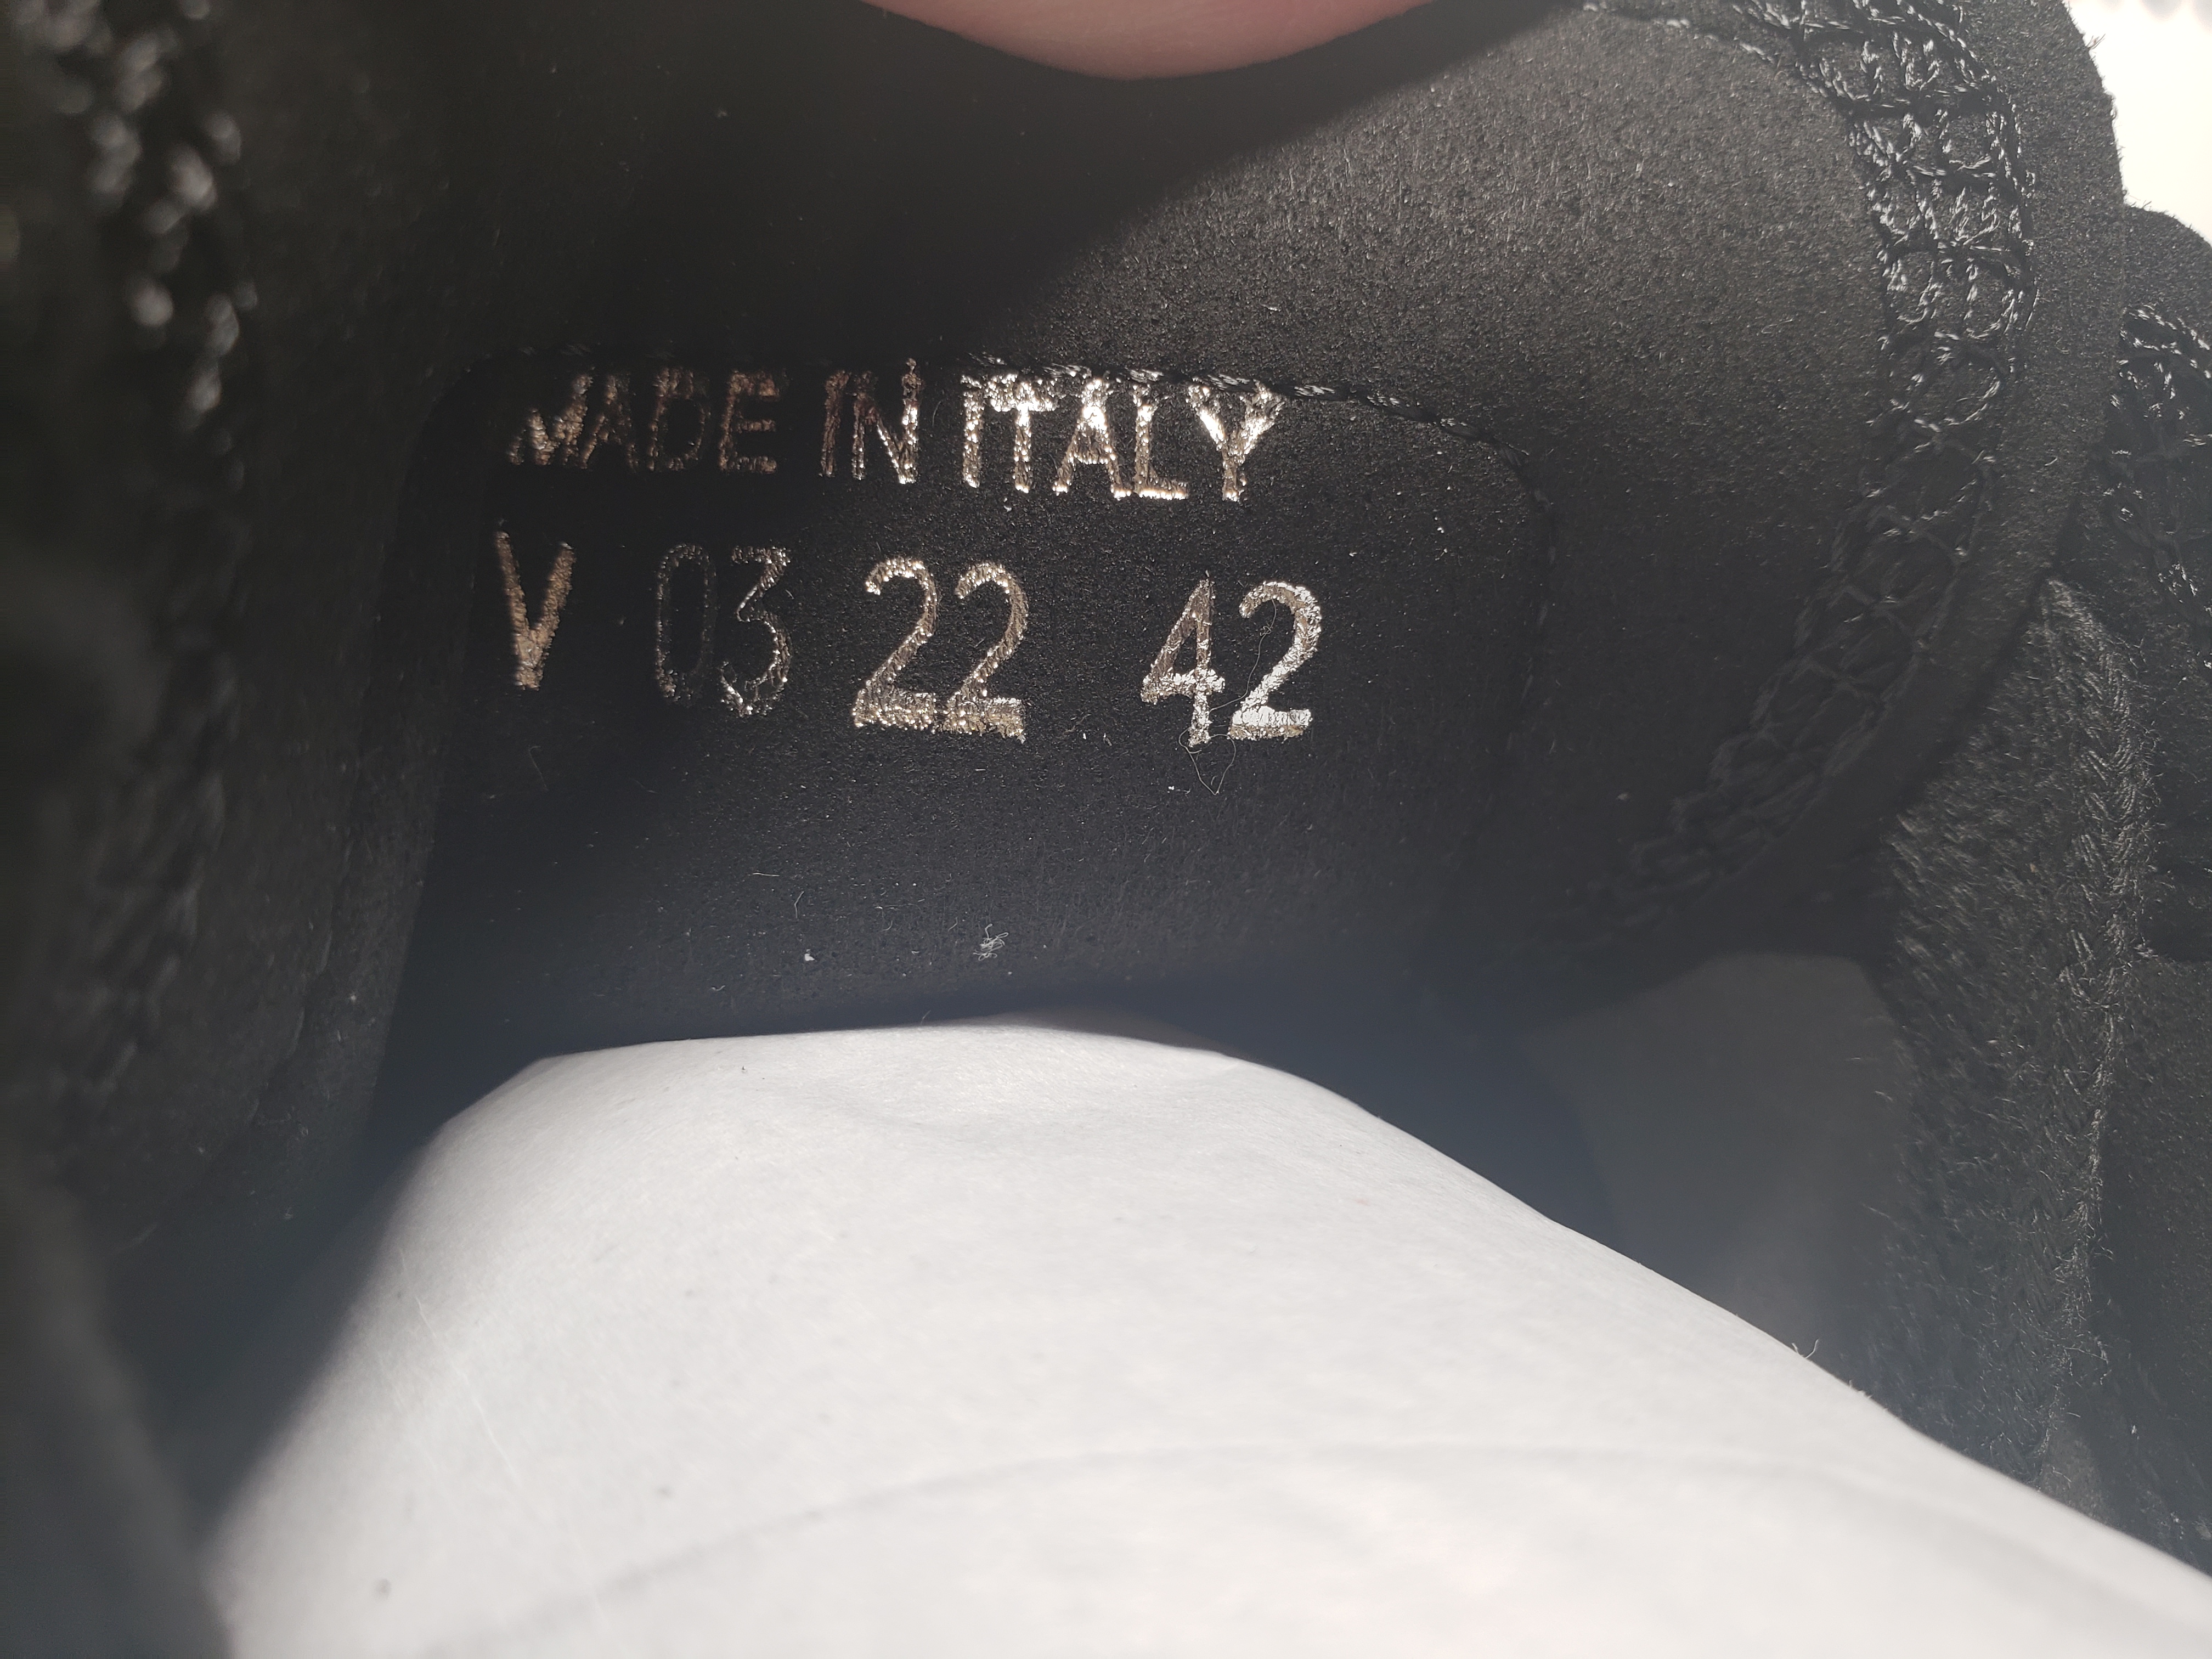 MADE IN ITALY
V 03 22 42